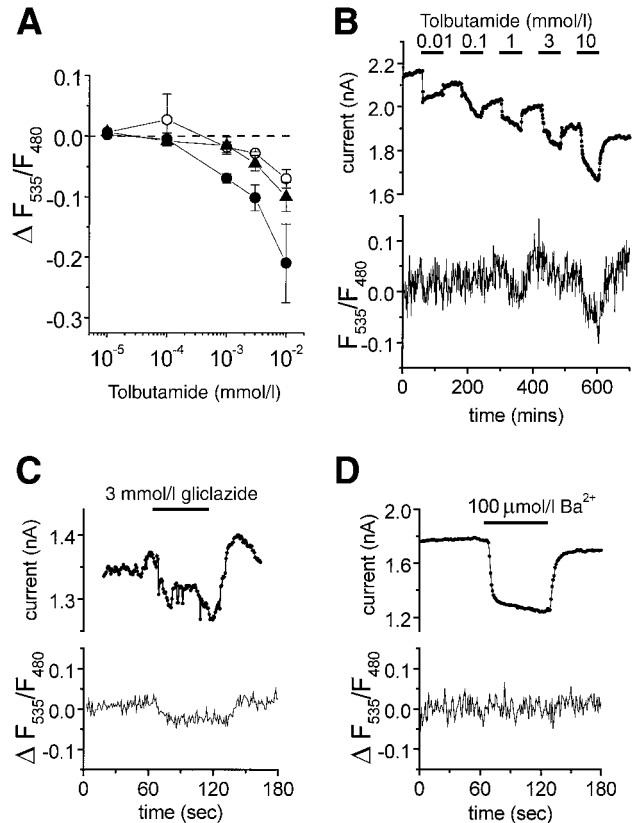 A
Δ F535/F480
0.1
0.0
-0.1
-0.2
-0.3
10-5
10-4
10-3
10-2
Tolbutamide (mmol/l)
B
Tolbutamide (mmol/l)
0.01 0.1 1 3 10
current (nA)
2.2
2.0
1.8
1.6
F535/F480
0.1
0.0
-0.1
0 200 400 600
time (mins)
C
3 mmol/l gliclazide
current (nA)
1.4
1.3
Δ F535/F480
0.1
0.0
-0.1
0 60 120 180
time (sec)
D
100 μmol/l Ba2+
current (nA)
2.0
1.6
1.2
Δ F535/F480
0.1
0.0
-0.1
0 60 120 180
time (sec)